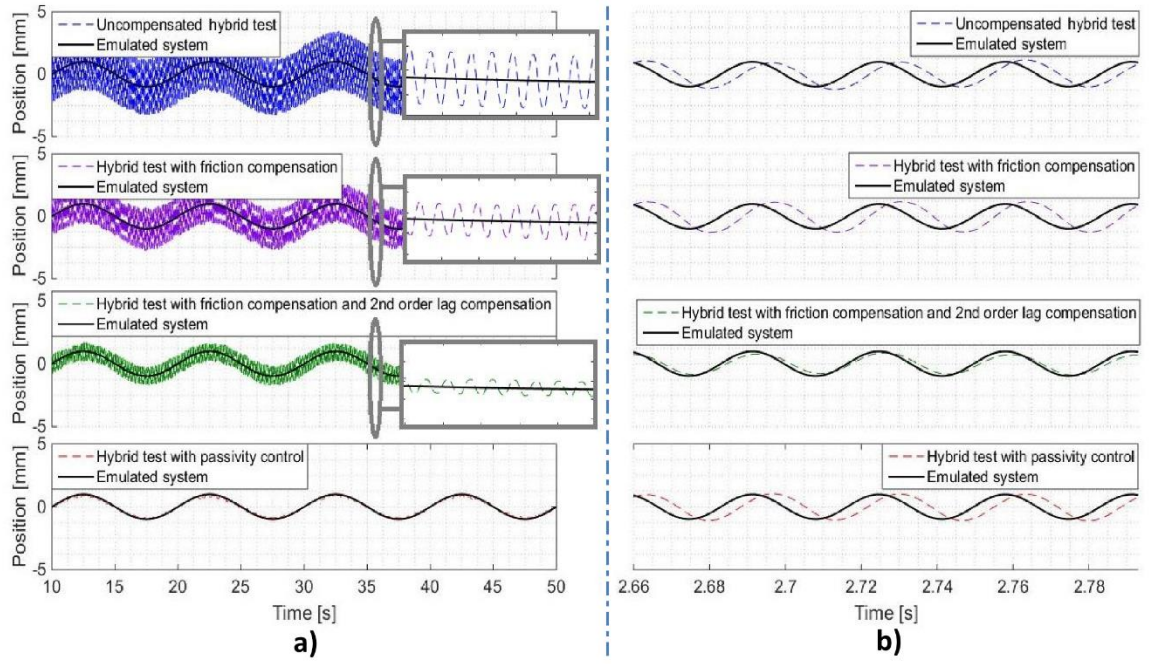 Uncompensated hybrid test
Emulated system
Position [mm]
5
0
-5
Hybrid test with friction compensation
Emulated system
Position [mm]
5
0
-5
Hybrid test with friction compensation and 2nd order lag compensation
Emulated system
Position [mm]
5
0
-5
Hybrid test with passivity control
Emulated system
Position [mm]
5
0
-5
10 15 20 25 30 35 40 45 50
Time [s]
a)
Uncompensated hybrid test
Emulated system
Hybrid test with friction compensation
Emulated system
Hybrid test with friction compensation and 2nd order lag compensation
Emulated system
Hybrid test with passivity control
Emulated system
2.66 2.68 2.7 2.72 2.74 2.76 2.78
Time [s]
b)